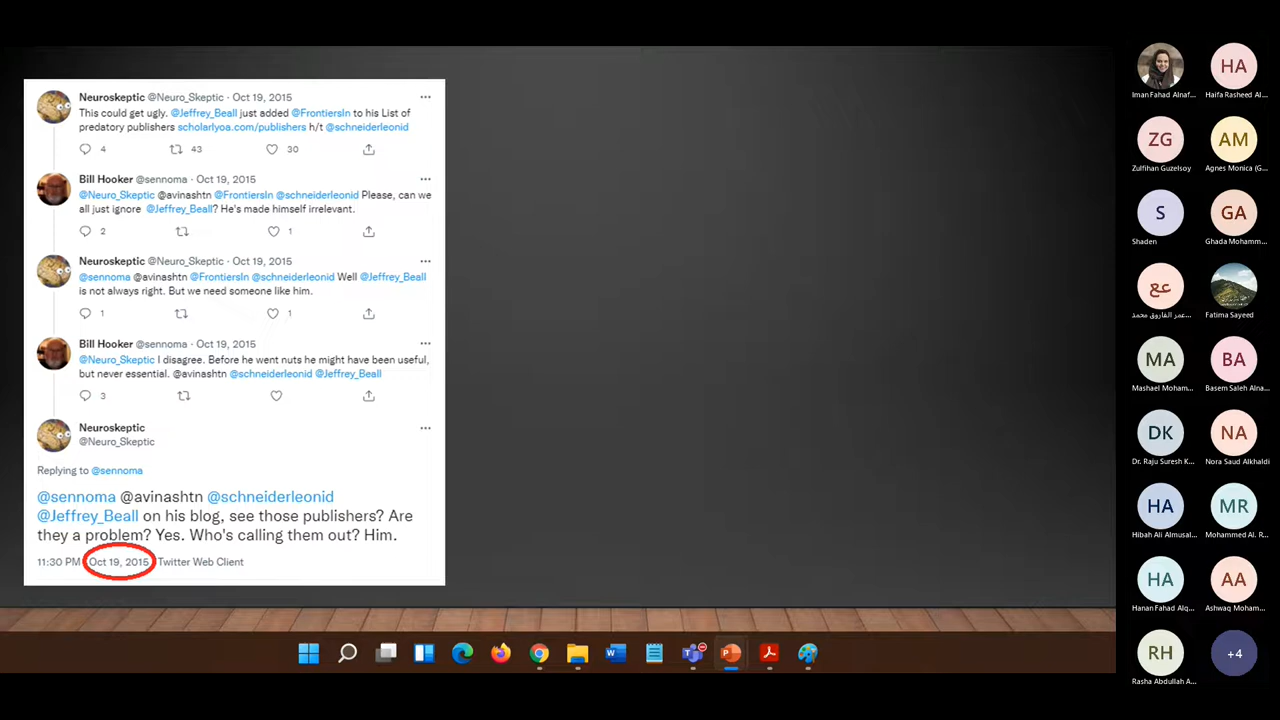 Neuroskeptic @Neuro_Skeptic · Oct 19, 2015
This could get ugly. @Jeffrey_Beall just added @FrontiersIn to his List of
predatory publishers scholarlyoa.com/publishers h/t @schneiderleonid
4 43 30
Bill Hooker @sennoma · Oct 19, 2015
@Neuro_Skeptic @avinashtn @FrontiersIn @schneiderleonid Please, can we
all just ignore @Jeffrey_Beall? He's made himself irrelevant.
2 1
Neuroskeptic @Neuro_Skeptic · Oct 19, 2015
@sennoma @avinashtn @FrontiersIn @schneiderleonid Well @Jeffrey_Beall
is not always right. But we need someone like him.
1 1
Bill Hooker @sennoma · Oct 19, 2015
@Neuro_Skeptic I disagree. Before he went nuts he might have been useful,
but never essential. @avinashtn @schneiderleonid @Jeffrey_Beall
3
Neuroskeptic
@Neuro_Skeptic
Replying to @sennoma
@sennoma @avinashtn @schneiderleonid
@Jeffrey_Beall on his blog, see those publishers? Are
they a problem? Yes. Who's calling them out? Him.
11:30 PM Oct 19, 2015 Twitter Web Client
HA
Iman Fahad Alnaf... Haifa Rasheed Al...
ZG AM
Zulfihan Guzelsoy Agnes Monica (G...
S GA
Shaden Ghada Mohamm...
عع
عمر الفاروق محمد... Fatima Sayeed
MA BA
Mashael Moham... Basem Saleh Alna...
DK NA
Dr. Raju Suresh K... Nora Saud Alkhaldi
HA MR
Hibah Ali Almusal... Mohammed Al. R...
HA AA
Hanan Fahad Alq... Ashwaq Moham...
RH +4
Rasha Abdullah A...